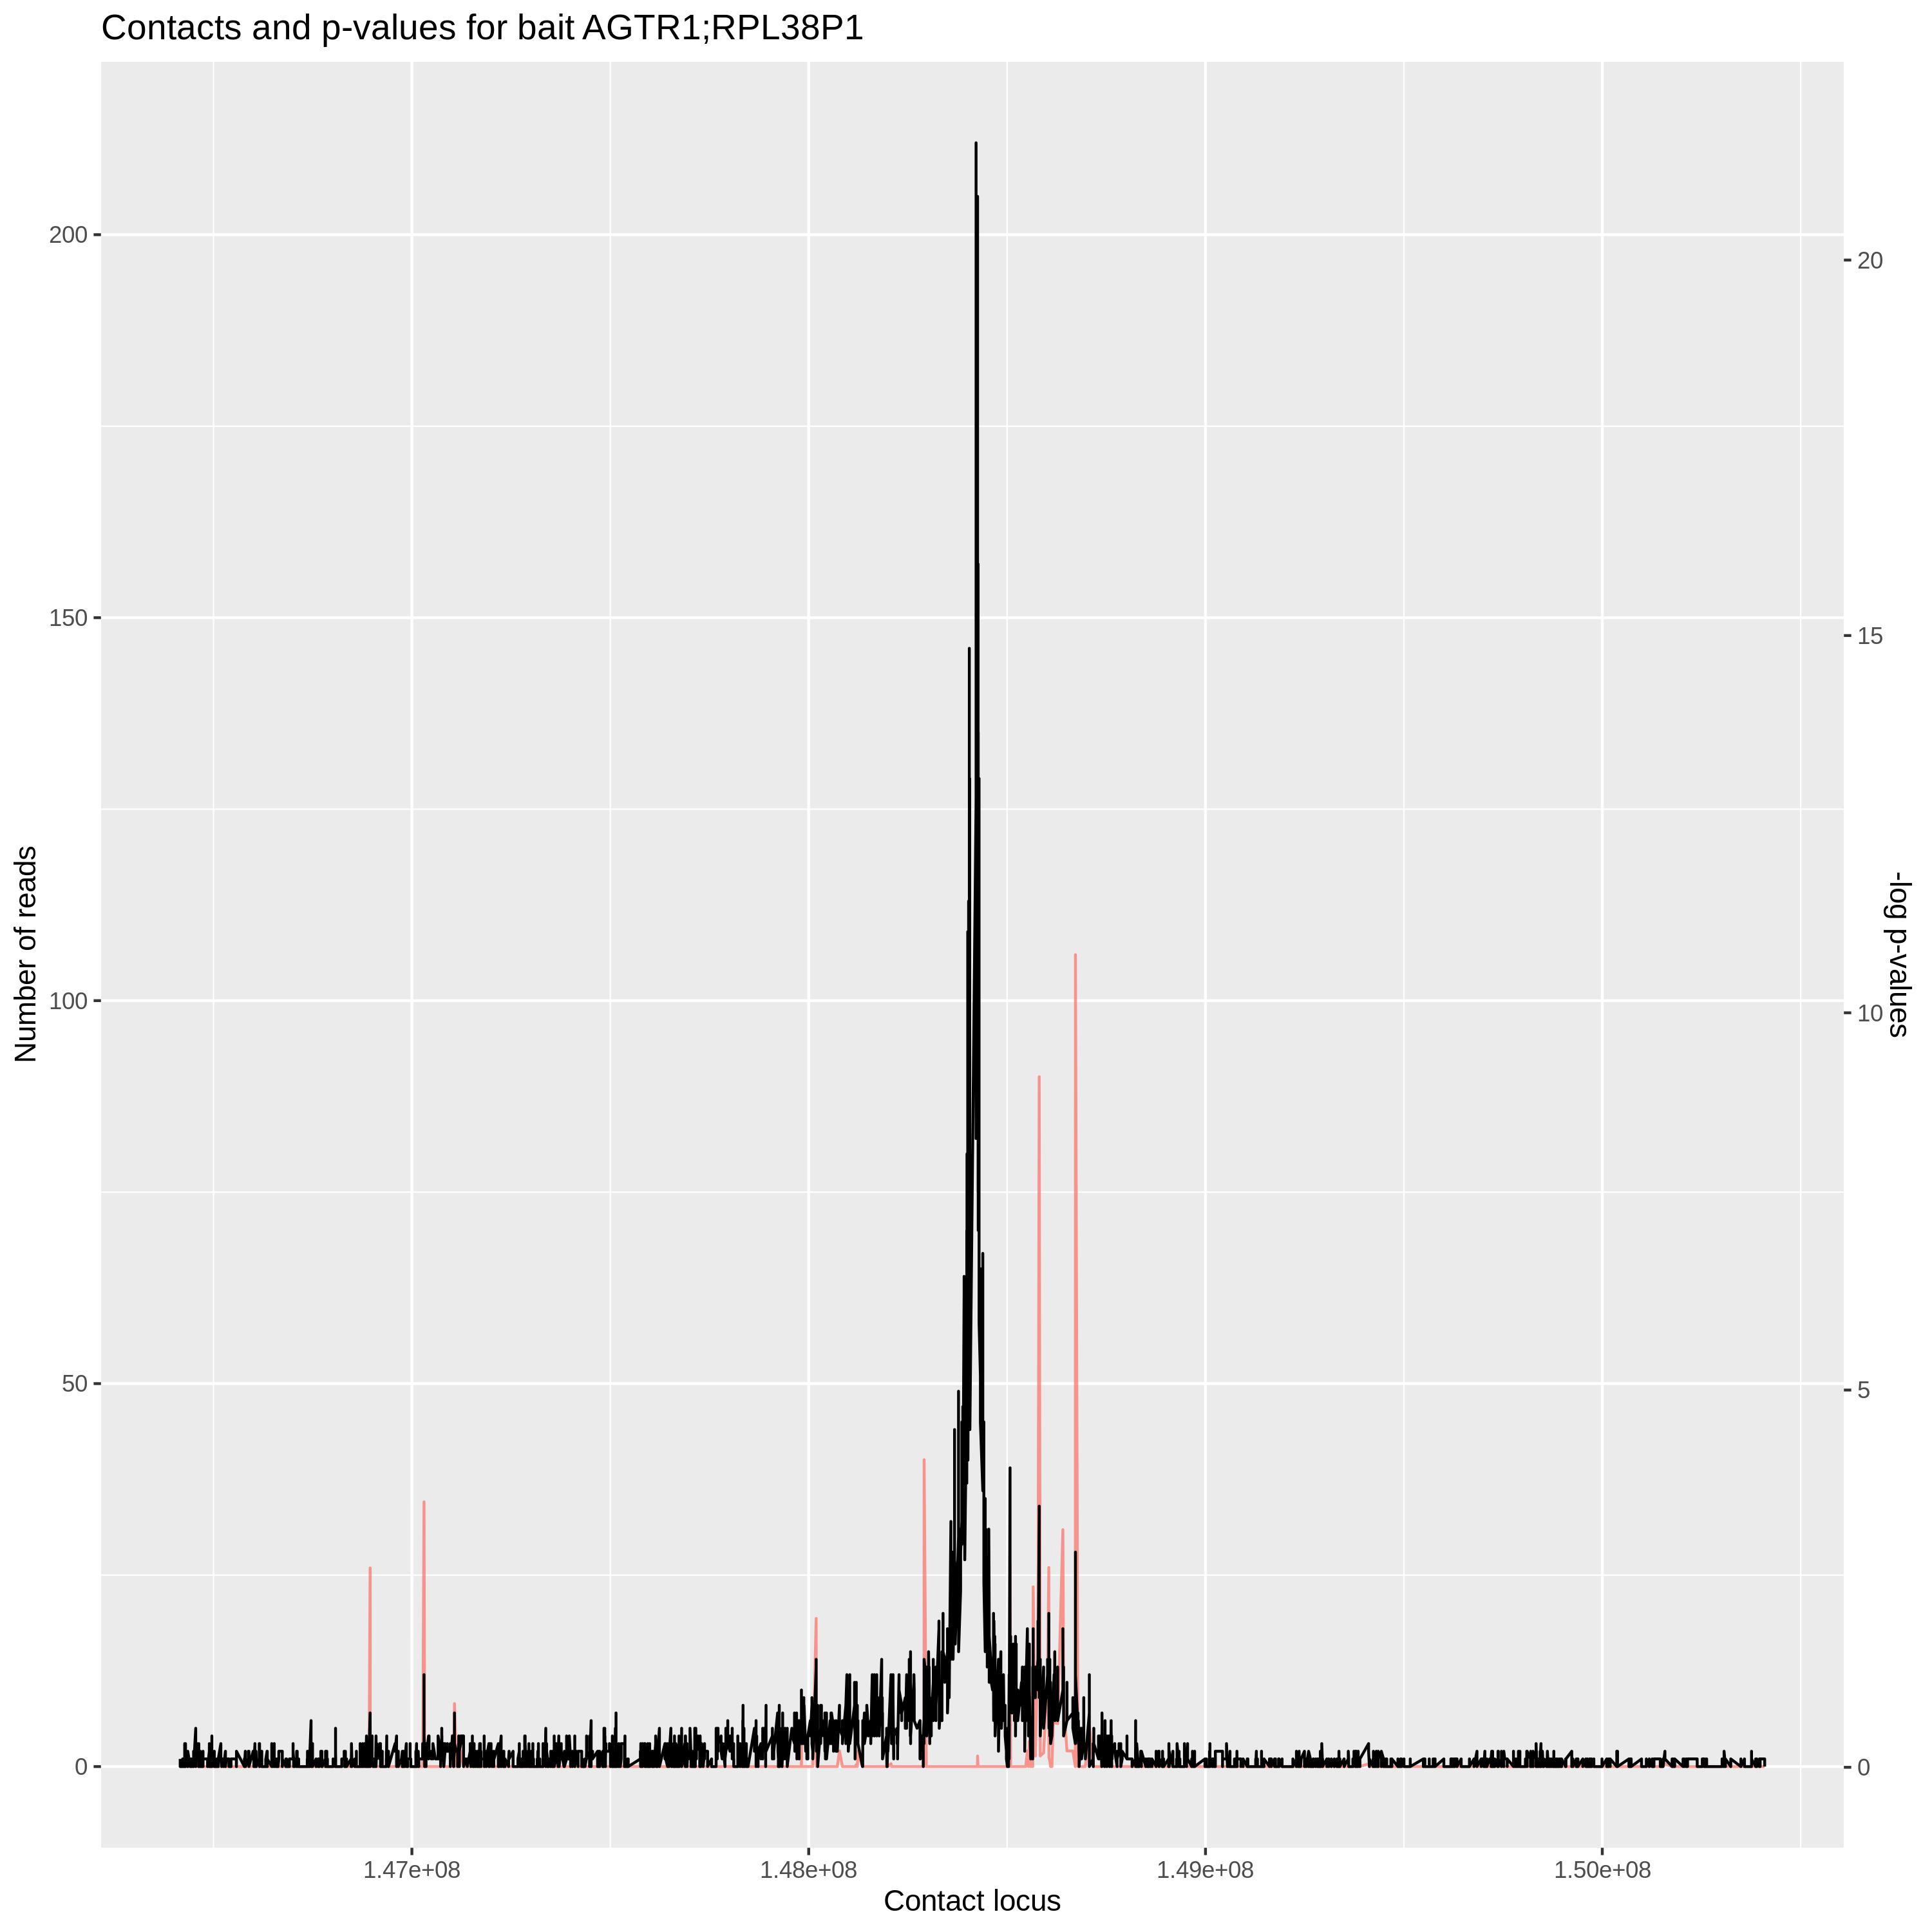 Contacts and p-values for bait AGTR1;RPL38P1
200
150
100
50
0
Number of reads
20
15
10
5
0
-log p-values
1.47e+08
1.48e+08
1.49e+08
1.50e+08
Contact locus